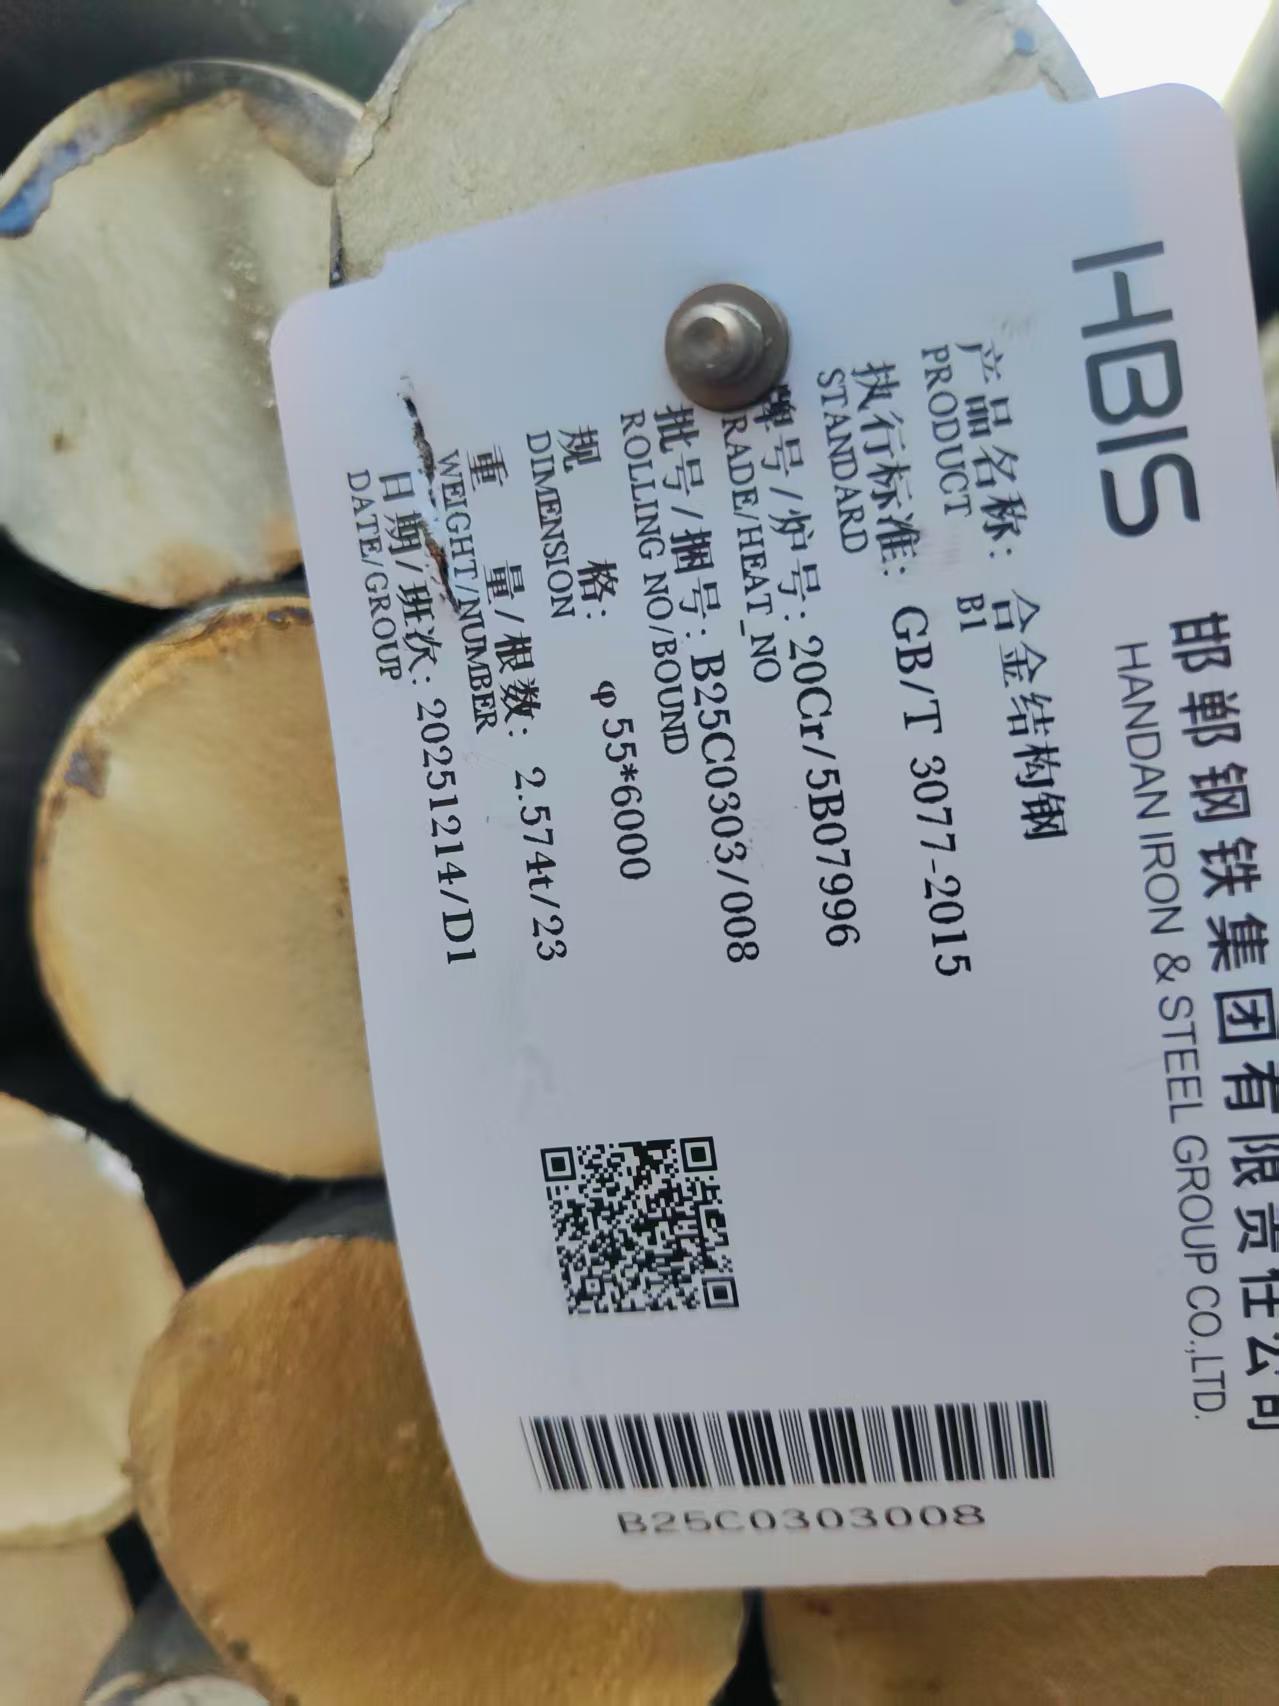 HBIS
邯郸钢铁集团有限责任公司
HANDAN IRON & STEEL GROUP CO.,LTD.
产品名称: 合金结构钢
PRODUCT B1
执行标准: GB/T 3077-2015
STANDARD
牌号/炉号: 20Cr/5B07996
RADE/HEAT_NO
批号/捆号: B25C0303/008
ROLLING NO/BOUND
规 格: φ55*6000
DIMENSION
重 量/根数: 2.574t/23
WEIGHT/NUMBER
日期/班次: 20251214/D1
DATE/GROUP
B25C0303008